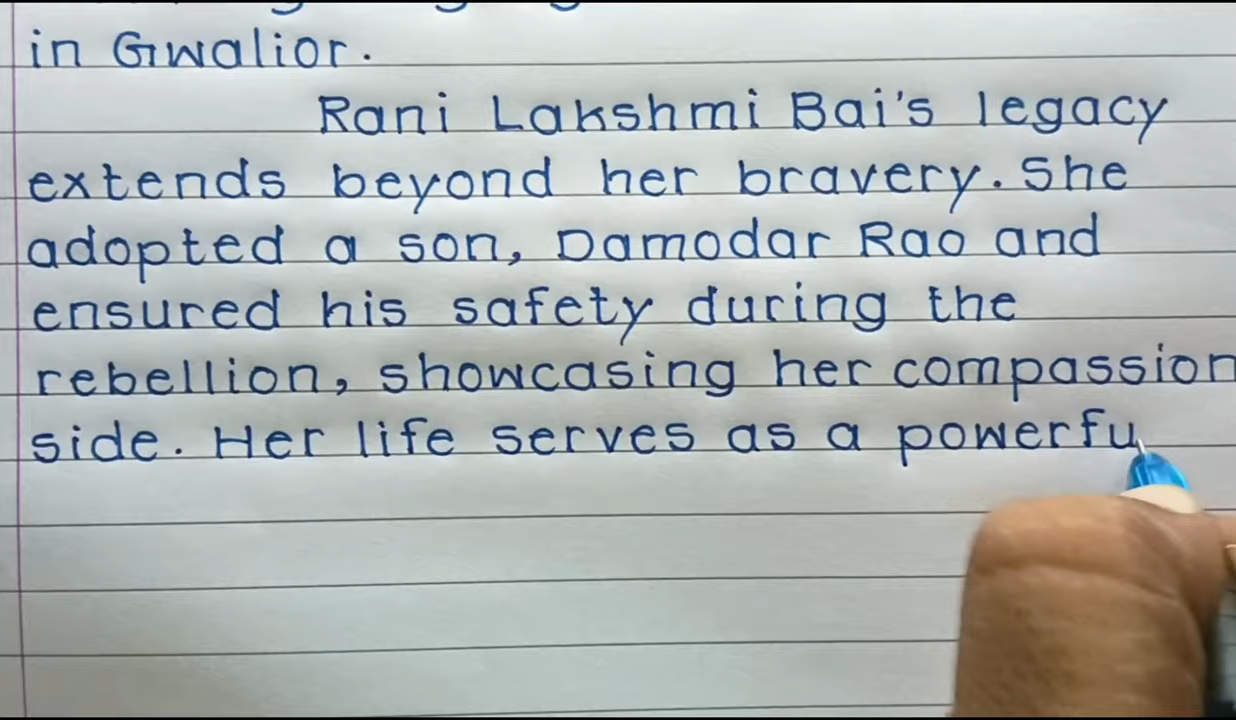 in Gwalior.
Rani Lakshmi Bai's legacy
extends beyond her bravery. She
adopted a son, Damodar Rao and
ensured his safety during the
rebellion, showcasing her compassion
side. Her life serves as a powerfu